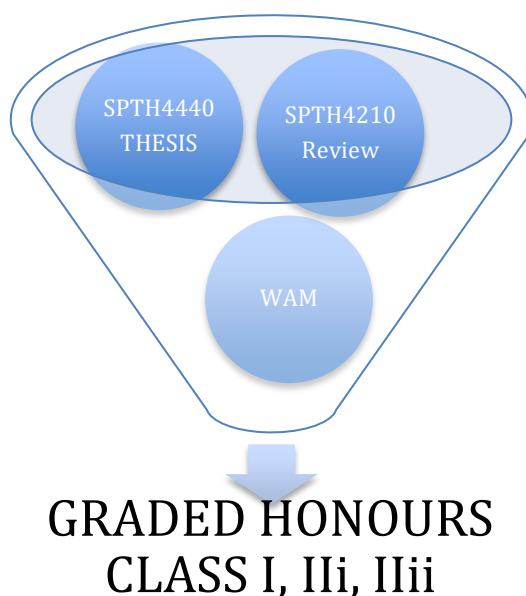 SPTH4440
THESIS
SPTH4210
Review
WAM
GRADED HONOURS
CLASS I, IIi, IIii